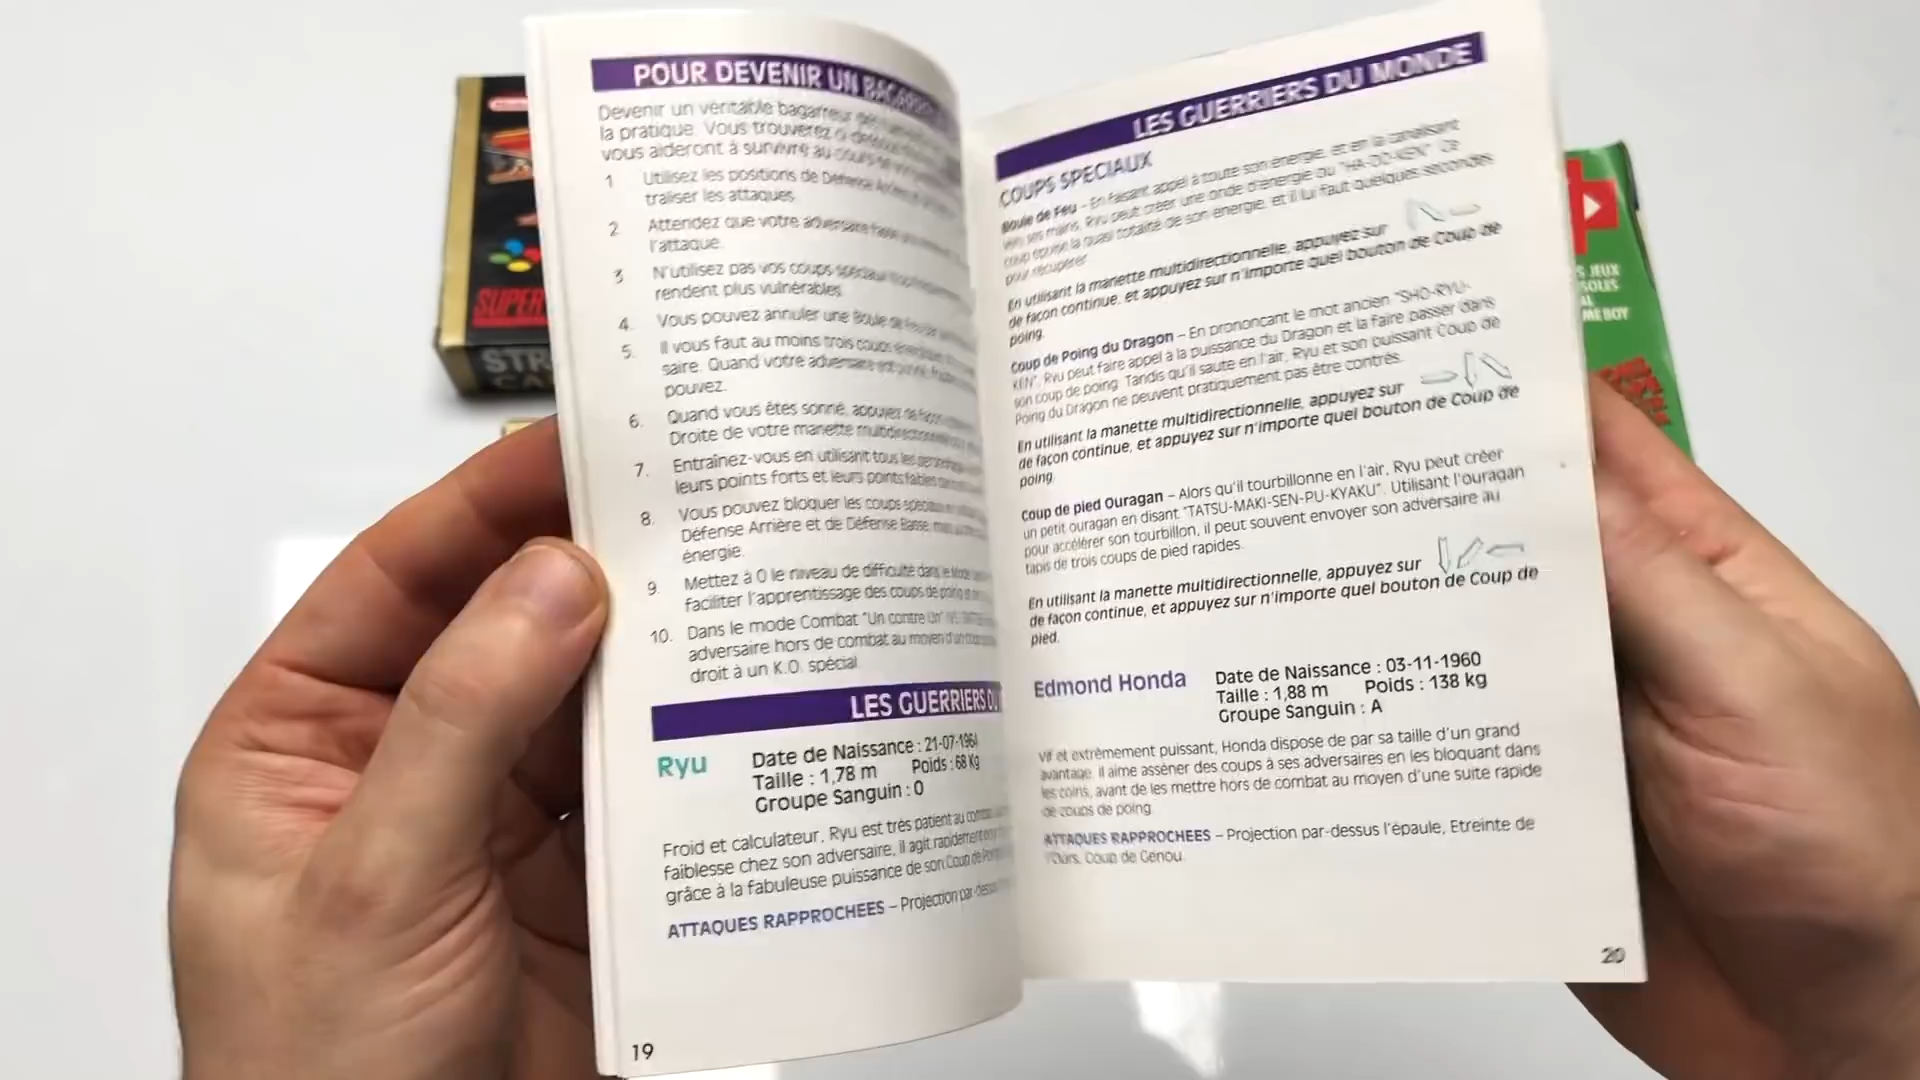 POUR DEVENIR UN
Devenir un véritable bagarreur
la pratique. Vous trouverez
vous aideront à survivre au cours de
1 Utilisez les positions de Défense
traliser les attaques.
2 Attendez que votre adversaire
l'attaque.
3 N'utilisez pas vos coups spéciaux
rendent plus vulnérables.
4. Vous pouvez annuler une Boule de
5. Il vous faut au moins trois coups
saire. Quand votre adversaire est
pouvez.
6. Quand vous êtes sonné, appuyez de façon
Droite de votre manette multidirectionnelle
7. Entraînez-vous en utilisant tous les
leurs points forts et leurs points faibles
8. Vous pouvez bloquer les coups spéciaux
Défense Arrière et de Défense Basse, mais
énergie.
9. Mettez à 0 le niveau de difficulté dans le Mode
faciliter l'apprentissage des coups de poing
10. Dans le mode Combat "Un contre Un"
adversaire hors de combat au moyen d'un
droit à un K.O. spécial.
LES GUERRIERS DU
Ryu
Date de Naissance : 21-07-1964
Taille : 1,78 m Poids : 68 Kg
Groupe Sanguin : O
Froid et calculateur, Ryu est très patient au combat.
faiblesse chez son adversaire, il agit rapidement
grâce à la fabuleuse puissance de son Coup de
ATTAQUES RAPPROCHEES – Projection par-dessus
19
LES GUERRIERS DU MONDE
COUPS SPECIAUX
Boule de Feu – En faisant appel à toute son énergie, et en la canalisant
vers ses mains, Ryu peut créer une onde d'énergie ou "HA-DO-KEN". Ce
coup épuise la quasi totalité de son énergie, et il lui faut quelques secondes
pour récupérer.
En utilisant la manette multidirectionnelle, appuyez sur
de façon continue, et appuyez sur n'importe quel bouton de Coup de
poing.
Coup de Poing du Dragon – En prononcant le mot ancien "SHO-RYU-
KEN", Ryu peut faire appel à la puissance du Dragon et la faire passer dans
son coup de poing. Tandis qu'il saute en l'air, Ryu et son puissant Coup de
Poing du Dragon ne peuvent pratiquement pas être contrés.
En utilisant la manette multidirectionnelle, appuyez sur
de façon continue, et appuyez sur n'importe quel bouton de Coup de
poing.
Coup de pied Ouragan – Alors qu'il tourbillonne en l'air, Ryu peut créer
un petit ouragan en disant "TATSU-MAKI-SEN-PU-KYAKU". Utilisant l'ouragan
pour accélérer son tourbillon, il peut souvent envoyer son adversaire au
tapis de trois coups de pied rapides.
En utilisant la manette multidirectionnelle, appuyez sur
de façon continue, et appuyez sur n'importe quel bouton de Coup de
pied.
Edmond Honda
Date de Naissance : 03-11-1960
Taille : 1,88 m Poids : 138 kg
Groupe Sanguin : A
Vif et extrêmement puissant, Honda dispose de par sa taille d'un grand
avantage. Il aime assèner des coups à ses adversaires en les bloquant dans
les coins, avant de les mettre hors de combat au moyen d'une suite rapide
de coups de poing.
ATTAQUES RAPPROCHEES – Projection par-dessus l'épaule, Etreinte de
l'Ours, Coup de Genou.
20
SUPER
STR
CA
JEUX
SOLES
AL
ME BOY